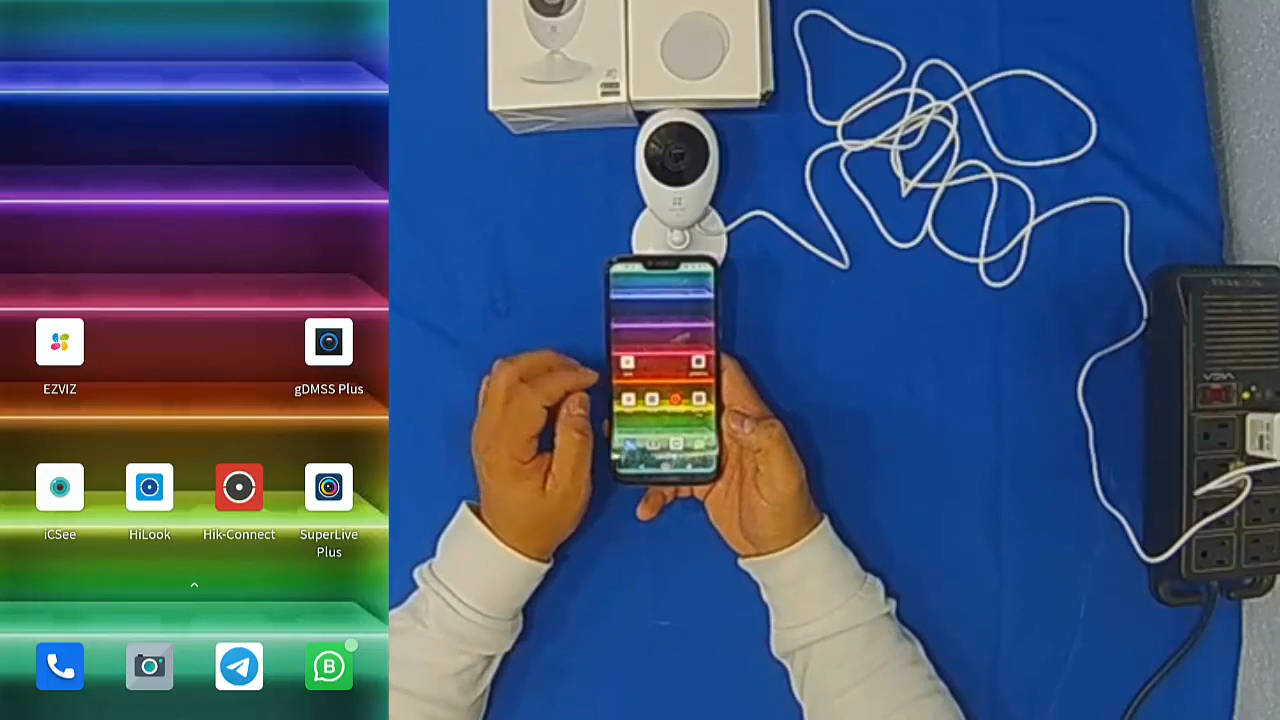 EZVIZ
gDMSS Plus
iCSee
HiLook
Hik-Connect
SuperLive
Plus
B